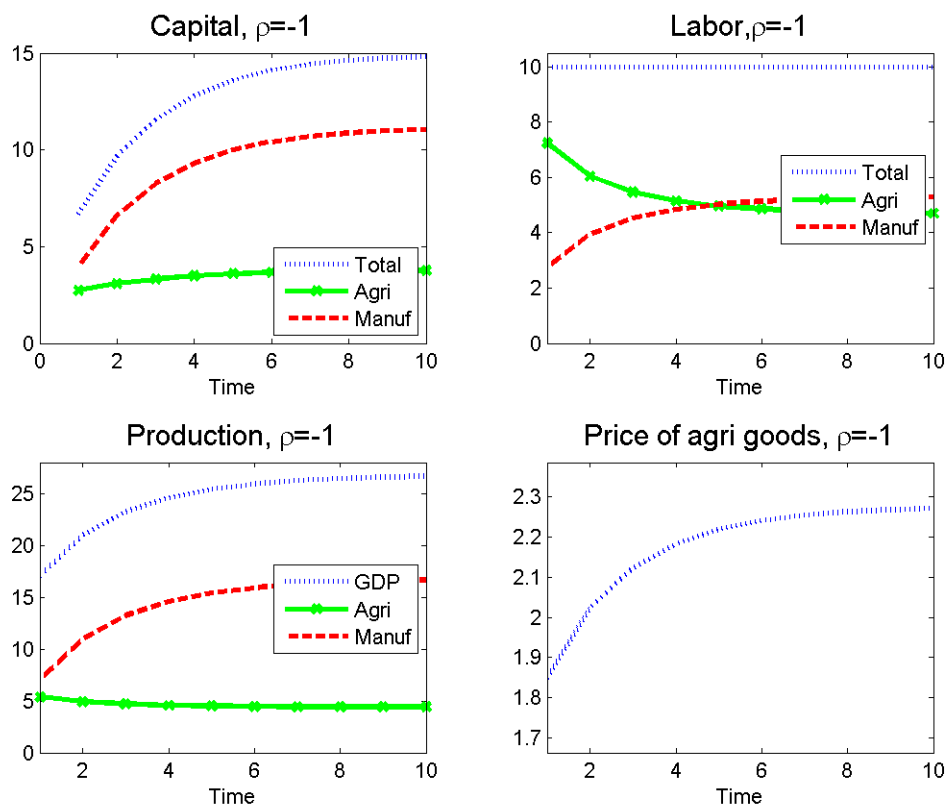 Capital, ρ=-1
15
10
5
0
Total
Agri
Manuf
0 2 4 6 8 10
Time
Labor,ρ=-1
10
8
6
4
2
0
Total
Agri
Manuf
2 4 6 8 10
Time
Production, ρ=-1
25
20
15
10
5
0
GDP
Agri
Manuf
2 4 6 8 10
Time
Price of agri goods, ρ=-1
2.3
2.2
2.1
2
1.9
1.8
1.7
2 4 6 8 10
Time